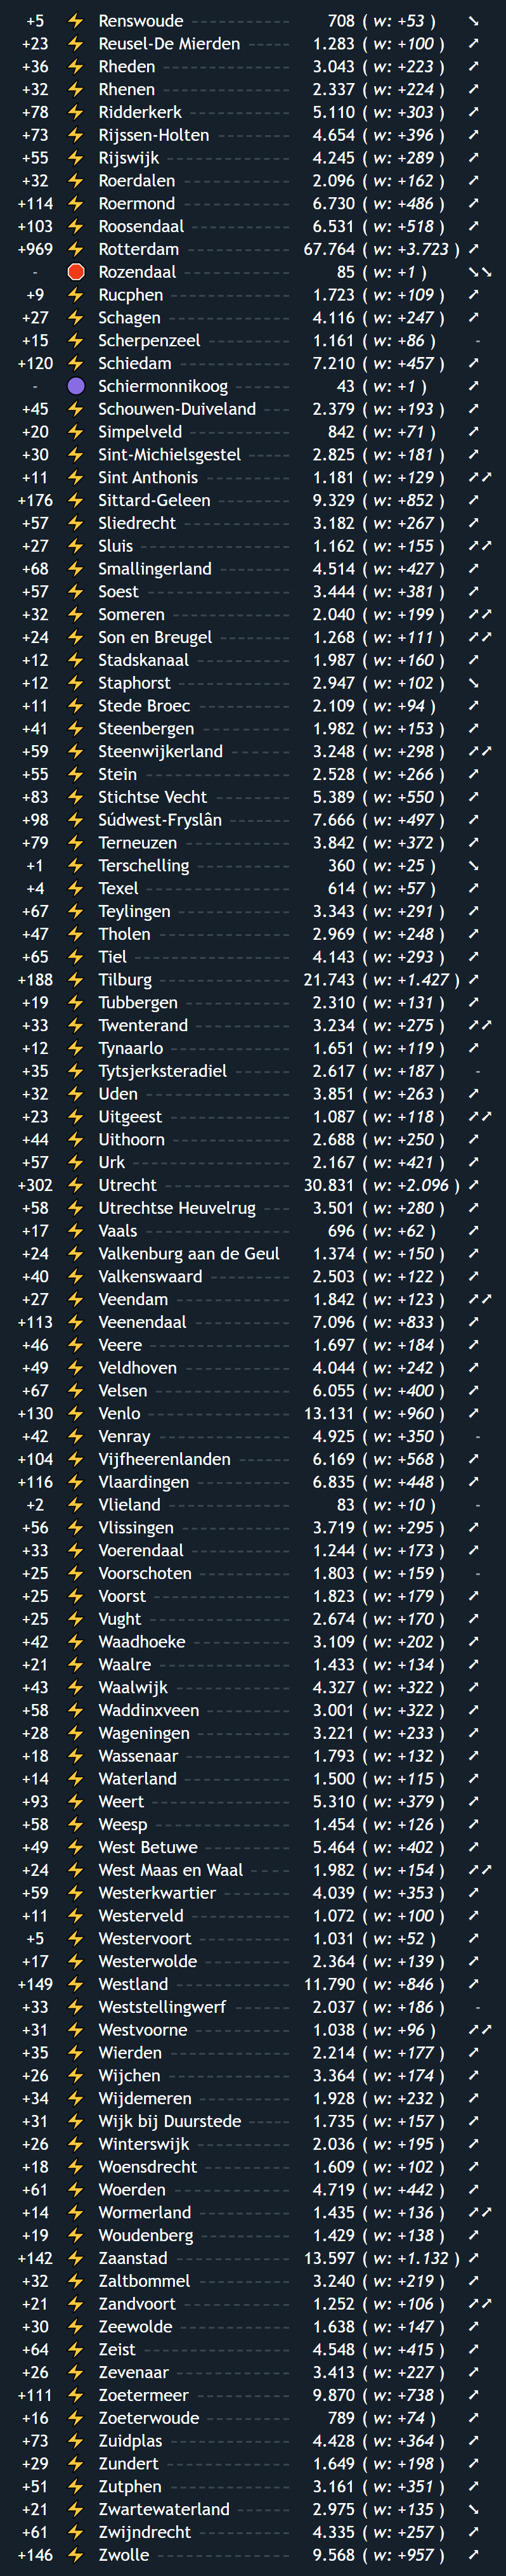 +5 ⚡ Renswoude ------ 708 ( w: +53 ) ➘
+23 ⚡ Reusel-De Mierden ------ 1.283 ( w: +100 ) ➚
+36 ⚡ Rheden ------ 3.043 ( w: +223 ) ➚
+32 ⚡ Rhenen ------ 2.337 ( w: +224 ) ➚
+78 ⚡ Ridderkerk ------ 5.110 ( w: +303 ) ➚
+73 ⚡ Rijssen-Holten ------ 4.654 ( w: +396 ) ➚
+55 ⚡ Rijswijk ------ 4.245 ( w: +289 ) ➚
+32 ⚡ Roerdalen ------ 2.096 ( w: +162 ) ➚
+114 ⚡ Roermond ------ 6.730 ( w: +486 ) ➚
+103 ⚡ Roosendaal ------ 6.531 ( w: +518 ) ➚
+969 ⚡ Rotterdam ------ 67.764 ( w: +3.723 ) ➚
- 🛑 Rozendaal ------ 85 ( w: +1 ) ➘➘
+9 ⚡ Rucphen ------ 1.723 ( w: +109 ) ➚
+27 ⚡ Schagen ------ 4.116 ( w: +247 ) ➚
+15 ⚡ Scherpenzeel ------ 1.161 ( w: +86 ) -
+120 ⚡ Schiedam ------ 7.210 ( w: +457 ) ➚
- 🟣 Schiermonnikoog ------ 43 ( w: +1 ) ➚
+45 ⚡ Schouwen-Duiveland ------ 2.379 ( w: +193 ) ➚
+20 ⚡ Simpelveld ------ 842 ( w: +71 ) ➚
+30 ⚡ Sint-Michielsgestel ------ 2.825 ( w: +181 ) ➚
+11 ⚡ Sint Anthonis ------ 1.181 ( w: +129 ) ➚➚
+176 ⚡ Sittard-Geleen ------ 9.329 ( w: +852 ) ➚
+57 ⚡ Sliedrecht ------ 3.182 ( w: +267 ) ➚
+27 ⚡ Sluis ------ 1.162 ( w: +155 ) ➚➚
+68 ⚡ Smallingerland ------ 4.514 ( w: +427 ) ➚
+57 ⚡ Soest ------ 3.444 ( w: +381 ) ➚
+32 ⚡ Someren ------ 2.040 ( w: +199 ) ➚➚
+24 ⚡ Son en Breugel ------ 1.268 ( w: +111 ) ➚➚
+12 ⚡ Stadskanaal ------ 1.987 ( w: +160 ) ➚
+12 ⚡ Staphorst ------ 2.947 ( w: +102 ) ➘
+11 ⚡ Stede Broec ------ 2.109 ( w: +94 ) ➚
+41 ⚡ Steenbergen ------ 1.982 ( w: +153 ) ➚
+59 ⚡ Steenwijkerland ------ 3.248 ( w: +298 ) ➚➚
+55 ⚡ Stein ------ 2.528 ( w: +266 ) ➚
+83 ⚡ Stichtse Vecht ------ 5.389 ( w: +550 ) ➚
+98 ⚡ Súdwest-Fryslân ------ 7.666 ( w: +497 ) ➚
+79 ⚡ Terneuzen ------ 3.842 ( w: +372 ) ➚
+1 ⚡ Terschelling ------ 360 ( w: +25 ) ➘
+4 ⚡ Texel ------ 614 ( w: +57 ) ➚
+67 ⚡ Teylingen ------ 3.343 ( w: +291 ) ➚
+47 ⚡ Tholen ------ 2.969 ( w: +248 ) ➚
+65 ⚡ Tiel ------ 4.143 ( w: +293 ) ➚
+188 ⚡ Tilburg ------ 21.743 ( w: +1.427 ) ➚
+19 ⚡ Tubbergen ------ 2.310 ( w: +131 ) ➚
+33 ⚡ Twenterand ------ 3.234 ( w: +275 ) ➚➚
+12 ⚡ Tynaarlo ------ 1.651 ( w: +119 ) ➚
+35 ⚡ Tytsjerksteradiel ------ 2.617 ( w: +187 ) -
+32 ⚡ Uden ------ 3.851 ( w: +263 ) ➚
+23 ⚡ Uitgeest ------ 1.087 ( w: +118 ) ➚➚
+44 ⚡ Uithoorn ------ 2.688 ( w: +250 ) ➚
+57 ⚡ Urk ------ 2.167 ( w: +421 ) ➚
+302 ⚡ Utrecht ------ 30.831 ( w: +2.096 ) ➚
+58 ⚡ Utrechtse Heuvelrug ------ 3.501 ( w: +280 ) ➚
+17 ⚡ Vaals ------ 696 ( w: +62 ) ➚
+24 ⚡ Valkenburg aan de Geul 1.374 ( w: +150 ) ➚
+40 ⚡ Valkenswaard ------ 2.503 ( w: +122 ) ➚
+27 ⚡ Veendam ------ 1.842 ( w: +123 ) ➚➚
+113 ⚡ Veenendaal ------ 7.096 ( w: +833 ) ➚
+46 ⚡ Veere ------ 1.697 ( w: +184 ) ➚
+49 ⚡ Veldhoven ------ 4.044 ( w: +242 ) ➚
+67 ⚡ Velsen ------ 6.055 ( w: +400 ) ➚
+130 ⚡ Venlo ------ 13.131 ( w: +960 ) ➚
+42 ⚡ Venray ------ 4.925 ( w: +350 ) -
+104 ⚡ Vijfheerenlanden ------ 6.169 ( w: +568 ) ➚
+116 ⚡ Vlaardingen ------ 6.835 ( w: +448 ) ➚
+2 ⚡ Vlieland ------ 83 ( w: +10 ) -
+56 ⚡ Vlissingen ------ 3.719 ( w: +295 ) ➚
+33 ⚡ Voerendaal ------ 1.244 ( w: +173 ) ➚
+25 ⚡ Voorschoten ------ 1.803 ( w: +159 ) -
+25 ⚡ Voorst ------ 1.823 ( w: +179 ) ➚
+25 ⚡ Vught ------ 2.674 ( w: +170 ) ➚
+42 ⚡ Waadhoeke ------ 3.109 ( w: +202 ) ➚
+21 ⚡ Waalre ------ 1.433 ( w: +134 ) ➚
+43 ⚡ Waalwijk ------ 4.327 ( w: +322 ) ➚
+58 ⚡ Waddinxveen ------ 3.001 ( w: +322 ) ➚
+28 ⚡ Wageningen ------ 3.221 ( w: +233 ) ➚
+18 ⚡ Wassenaar ------ 1.793 ( w: +132 ) ➚
+14 ⚡ Waterland ------ 1.500 ( w: +115 ) ➚
+93 ⚡ Weert ------ 5.310 ( w: +379 ) ➚
+58 ⚡ Weesp ------ 1.454 ( w: +126 ) ➚
+49 ⚡ West Betuwe ------ 5.464 ( w: +402 ) ➚
+24 ⚡ West Maas en Waal ------ 1.982 ( w: +154 ) ➚➚
+59 ⚡ Westerkwartier ------ 4.039 ( w: +353 ) ➚
+11 ⚡ Westerveld ------ 1.072 ( w: +100 ) ➚
+5 ⚡ Westervoort ------ 1.031 ( w: +52 ) ➚
+17 ⚡ Westerwolde ------ 2.364 ( w: +139 ) ➚
+149 ⚡ Westland ------ 11.790 ( w: +846 ) ➚
+33 ⚡ Weststellingwerf ------ 2.037 ( w: +186 ) -
+31 ⚡ Westvoorne ------ 1.038 ( w: +96 ) ➚➚
+35 ⚡ Wierden ------ 2.214 ( w: +177 ) ➚
+26 ⚡ Wijchen ------ 3.364 ( w: +174 ) ➚
+34 ⚡ Wijdemeren ------ 1.928 ( w: +232 ) ➚
+31 ⚡ Wijk bij Duurstede ------ 1.735 ( w: +157 ) ➚
+26 ⚡ Winterswijk ------ 2.036 ( w: +195 ) ➚
+18 ⚡ Woensdrecht ------ 1.609 ( w: +102 ) ➚
+61 ⚡ Woerden ------ 4.719 ( w: +442 ) ➚
+14 ⚡ Wormerland ------ 1.435 ( w: +136 ) ➚➚
+19 ⚡ Woudenberg ------ 1.429 ( w: +138 ) ➚
+142 ⚡ Zaanstad ------ 13.597 ( w: +1.132 ) ➚
+32 ⚡ Zaltbommel ------ 3.240 ( w: +219 ) ➚
+21 ⚡ Zandvoort ------ 1.252 ( w: +106 ) ➚➚
+30 ⚡ Zeewolde ------ 1.638 ( w: +147 ) ➚
+64 ⚡ Zeist ------ 4.548 ( w: +415 ) ➚
+26 ⚡ Zevenaar ------ 3.413 ( w: +227 ) ➚
+111 ⚡ Zoetermeer ------ 9.870 ( w: +738 ) ➚
+16 ⚡ Zoeterwoude ------ 789 ( w: +74 ) ➚
+73 ⚡ Zuidplas ------ 4.428 ( w: +364 ) ➚
+29 ⚡ Zundert ------ 1.649 ( w: +198 ) ➚
+51 ⚡ Zutphen ------ 3.161 ( w: +351 ) ➚
+21 ⚡ Zwartewaterland ------ 2.975 ( w: +135 ) ➘
+61 ⚡ Zwijndrecht ------ 4.335 ( w: +257 ) ➚
+146 ⚡ Zwolle ------ 9.568 ( w: +957 ) ➚